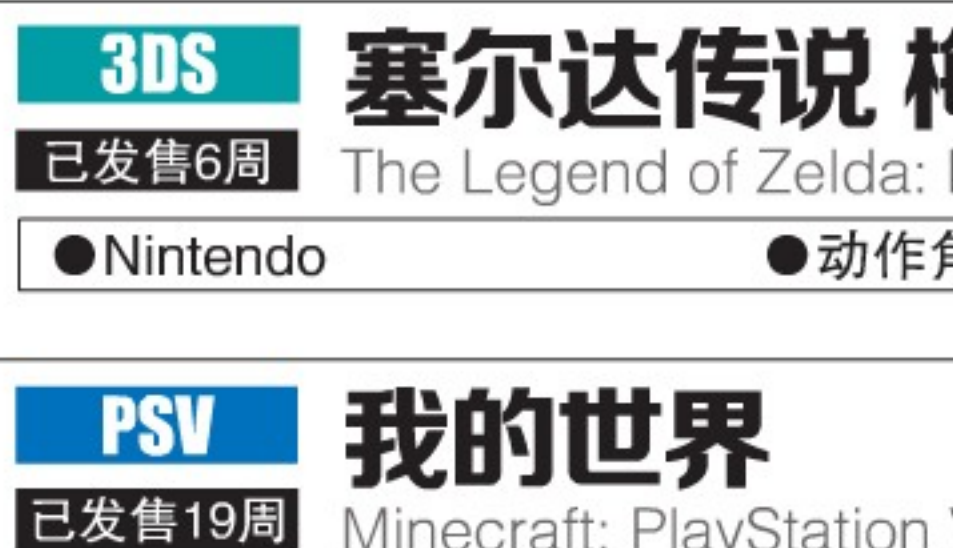 3DS
塞尔达传说
已发售6周
The Legend of Zelda:
●Nintendo
●动作角
PSV
我的世界
已发售19周
Minecraft: PlayStation